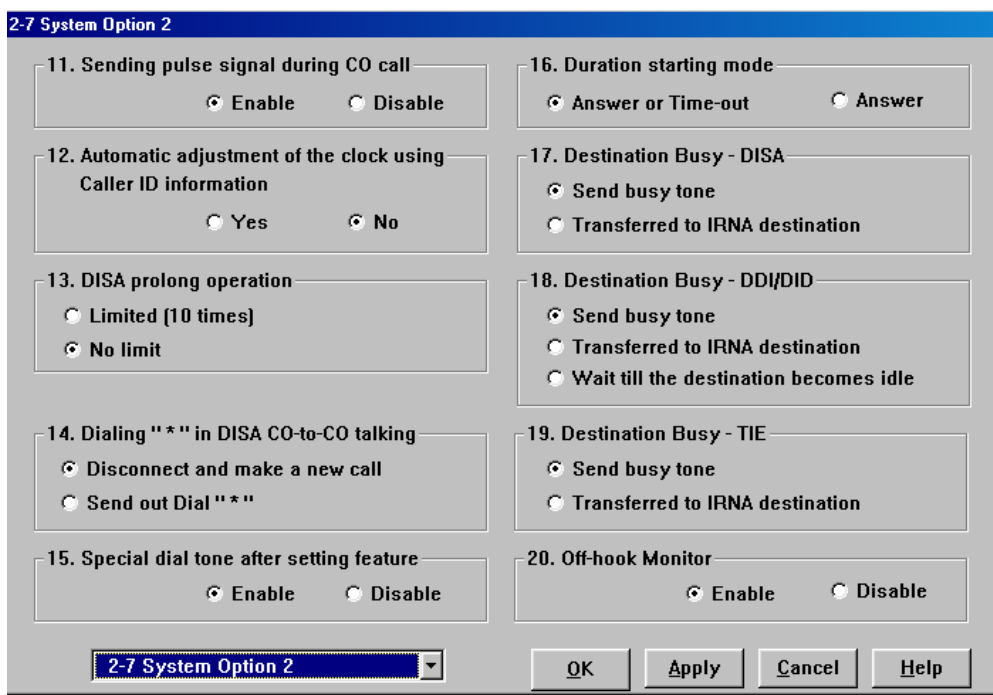 2-7 System Option 2
11. Sending pulse signal during CO call
Enable Disable
12. Automatic adjustment of the clock using
Caller ID information
Yes No
13. DISA prolong operation
Limited (10 times)
No limit
14. Dialing "*" in DISA CO-to-CO talking
Disconnect and make a new call
Send out Dial "*"
15. Special dial tone after setting feature
Enable Disable
16. Duration starting mode
Answer or Time-out Answer
17. Destination Busy - DISA
Send busy tone
Transferred to IRNA destination
18. Destination Busy - DDI/DID
Send busy tone
Transferred to IRNA destination
Wait till the destination becomes idle
19. Destination Busy - TIE
Send busy tone
Transferred to IRNA destination
20. Off-hook Monitor
Enable Disable
2-7 System Option 2
OK Apply Cancel Help